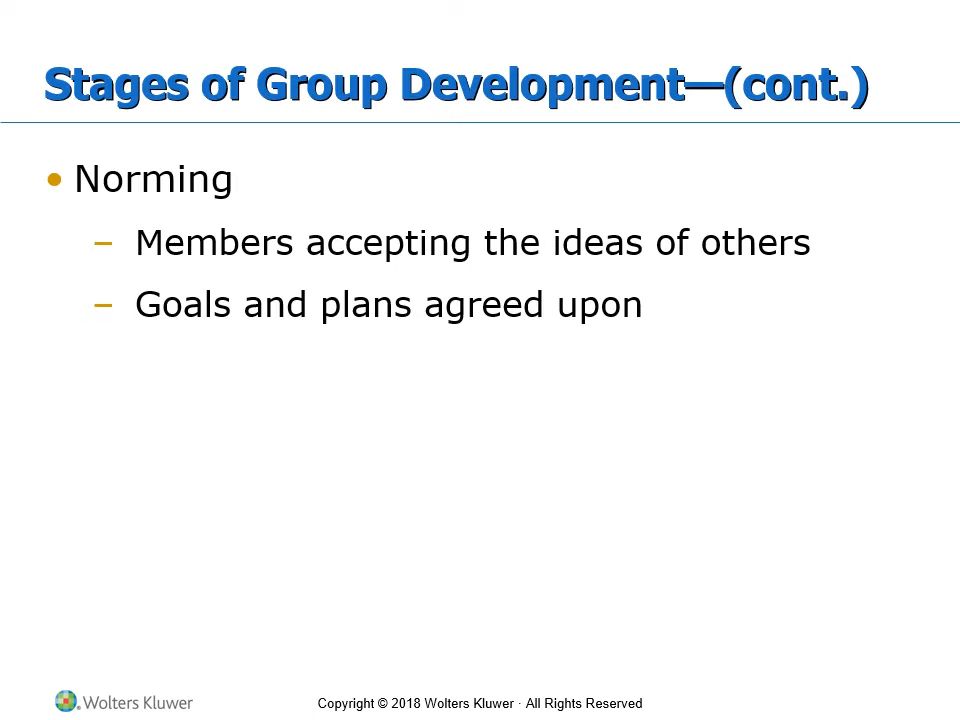 Stages of Group Development—(cont.)
• Norming
– Members accepting the ideas of others
– Goals and plans agreed upon
Wolters Kluwer
Copyright © 2018 Wolters Kluwer · All Rights Reserved